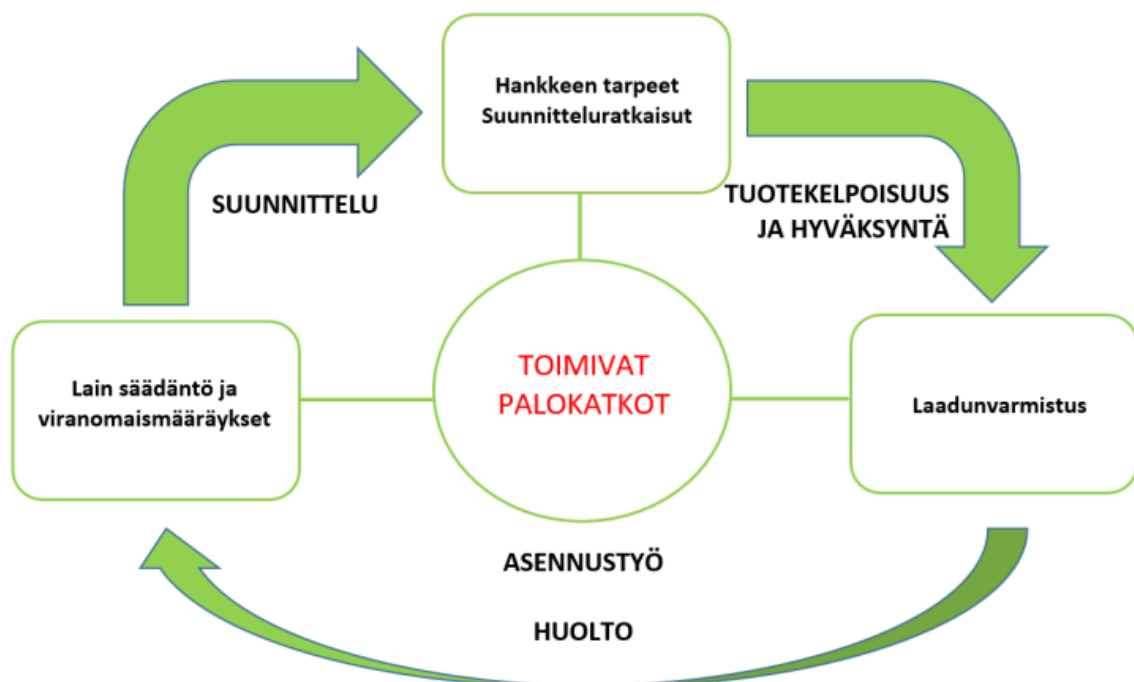 Hankkeen tarpeet
Suunnitteluratkaisut
SUUNNITTELU
TUOTEKELPOISUUS
JA HYVÄKSYNTÄ
Lain säädäntö ja
viranomaismääräykset
TOIMIVAT
PALOKATKOT
Laadunvarmistus
ASENNUSTYÖ
HUOLTO